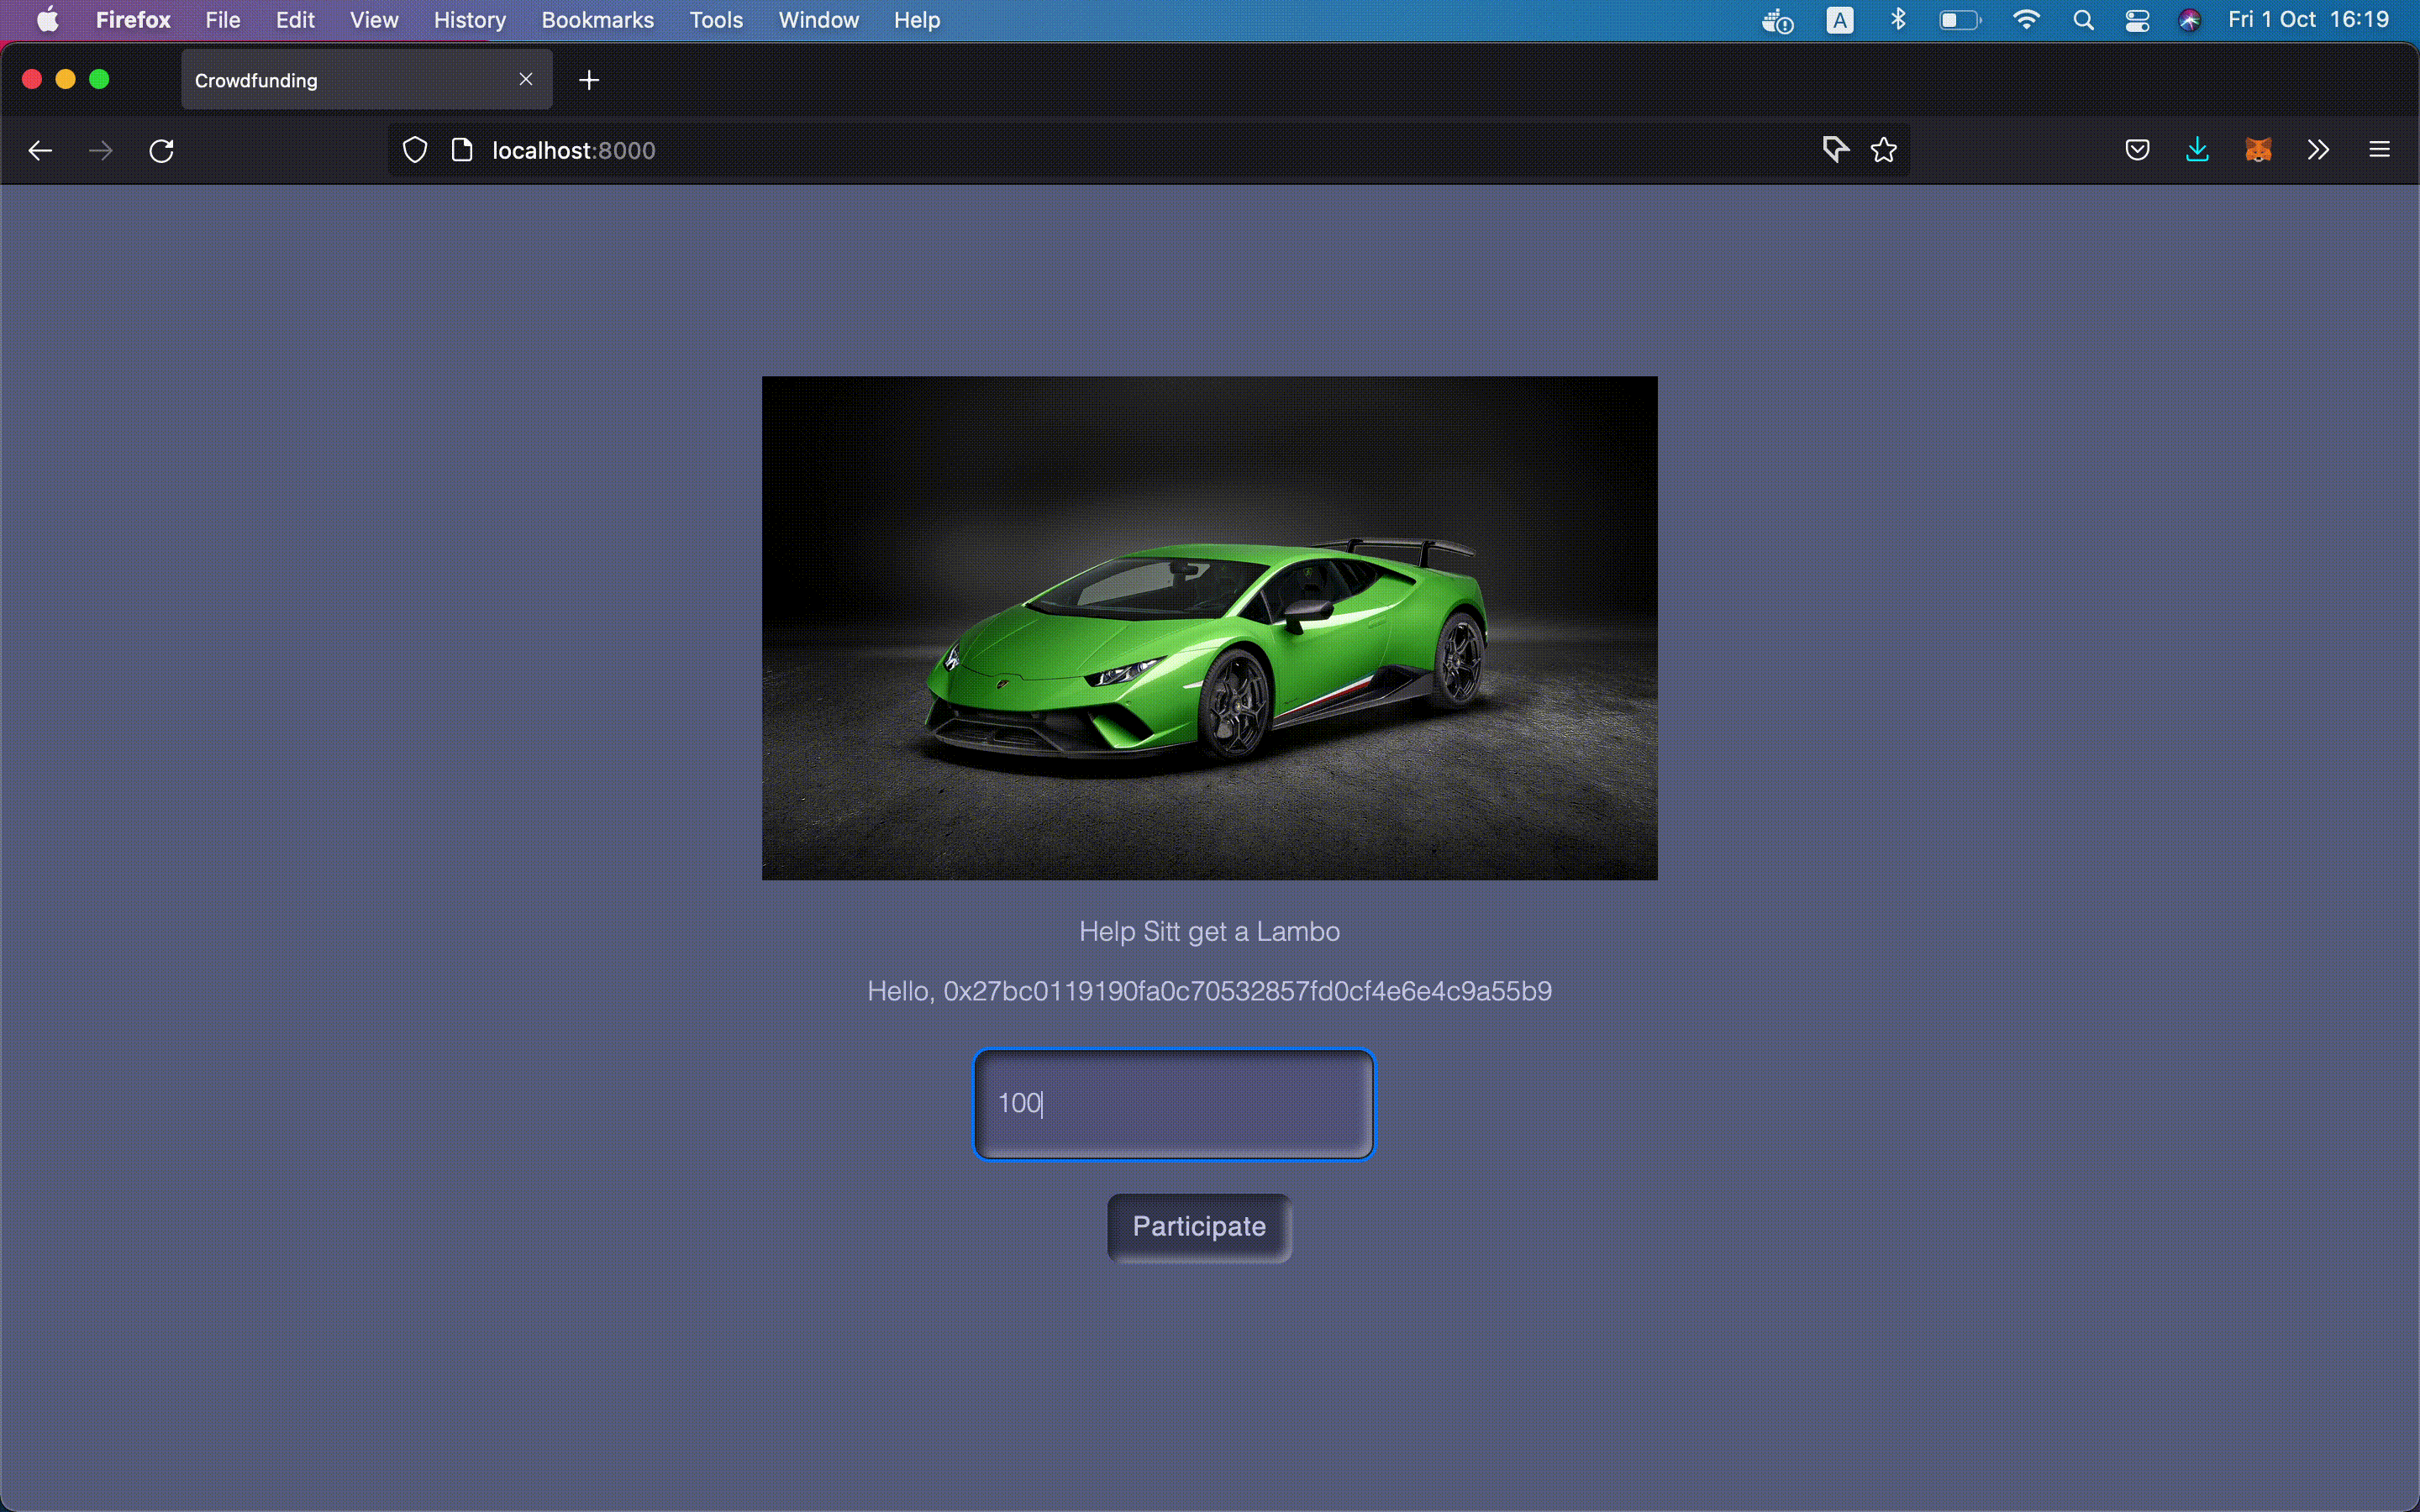 Firefox File Edit View History Bookmarks Tools Window Help A Fri 1 Oct 16:19
Crowdfunding
localhost:8000
Help Sitt get a Lambo
Hello, 0x27bc0119190fa0c70532857fd0cf4e6e4c9a55b9
100
Participate